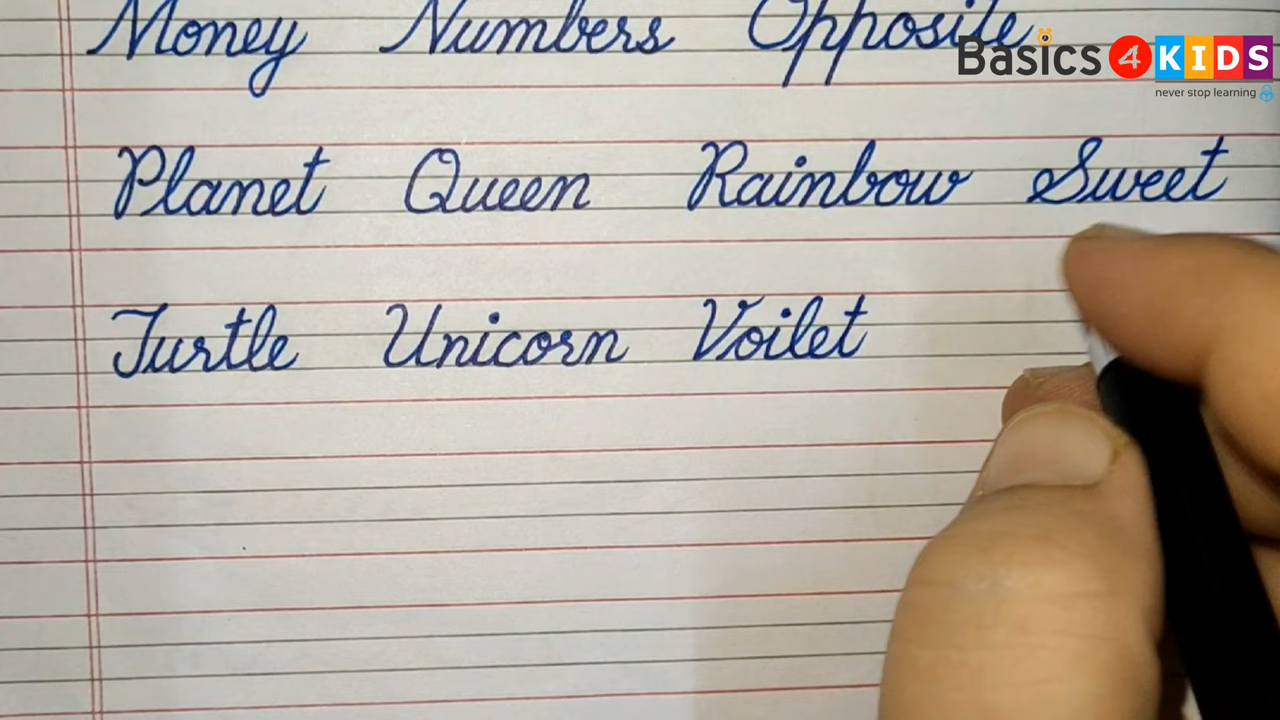 Money Numbers Opposite
Basics 4 KIDS
never stop learning
Planet Queen Rainbow Sweet
Turtle Unicorn Voilet